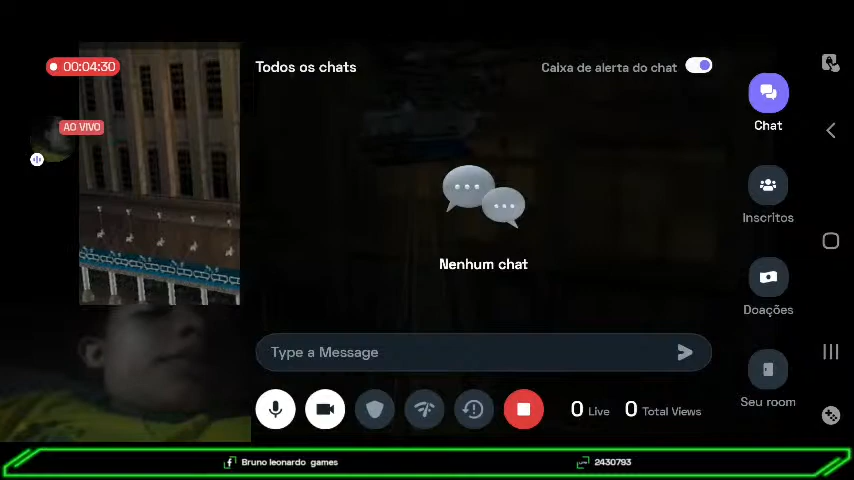 00:04:30
Todos os chats
Caixa de alerta do chat
AO VIVO
Chat
Inscritos
Nenhum chat
Doações
Type a Message
Seu room
0 Live
0 Total Views
Bruno leonardo games
2430793